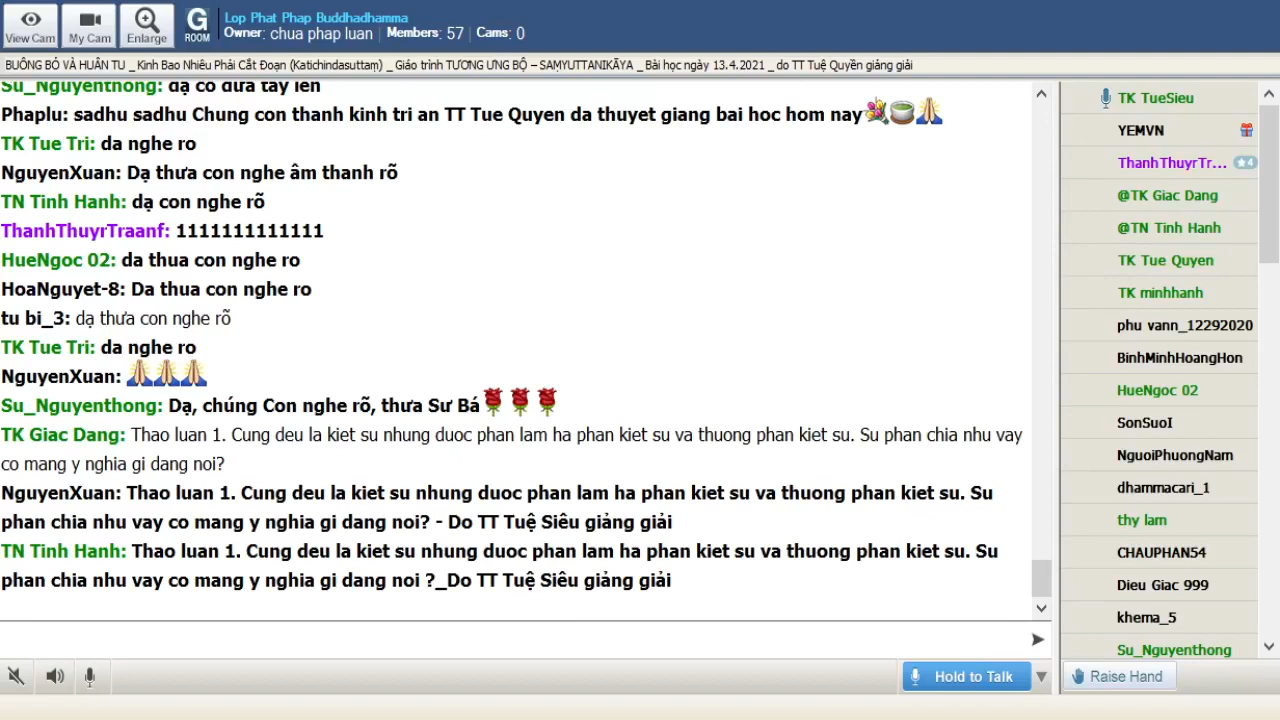 View Cam
My Cam
Enlarge
G
ROOM
Lop Phat Phap Buddhadhamma
Owner: chua phap luan | Members: 57 | Cams: 0
BUÔNG BỎ VÀ HUÂN TU _ Kinh Bao Nhiêu Phải Cắt Đoạn (Katichindasuttaṃ) _ Giáo trình TƯƠNG ƯNG BỘ – SAṂYUTTANIKĀYA _ Bài học ngày 13.4.2021 _ do TT Tuệ Quyền giảng giải
Su_Nguyenthong: dạ có đưa tay lên
Phaplu: sadhu sadhu Chung con thanh kinh tri an TT Tue Quyen da thuyet giang bai hoc hom nay
TK Tue Tri: da nghe ro
NguyenXuan: Dạ thưa con nghe âm thanh rõ
TN Tinh Hanh: dạ con nghe rõ
ThanhThuyrTraanf: 1111111111111
HueNgoc 02: da thua con nghe ro
HoaNguyet-8: Da thua con nghe ro
tu bi_3: dạ thưa con nghe rõ
TK Tue Tri: da nghe ro
NguyenXuan:
Su_Nguyenthong: Dạ, chúng Con nghe rõ, thưa Sư Bá
TK Giac Dang: Thao luan 1. Cung deu la kiet su nhung duoc phan lam ha phan kiet su va thuong phan kiet su. Su phan chia nhu vay
co mang y nghia gi dang noi?
NguyenXuan: Thao luan 1. Cung deu la kiet su nhung duoc phan lam ha phan kiet su va thuong phan kiet su. Su
phan chia nhu vay co mang y nghia gi dang noi? - Do TT Tuệ Siêu giảng giải
TN Tinh Hanh: Thao luan 1. Cung deu la kiet su nhung duoc phan lam ha phan kiet su va thuong phan kiet su. Su
phan chia nhu vay co mang y nghia gi dang noi ?_Do TT Tuệ Siêu giảng giải
Hold to Talk
TK TueSieu
YEMVN
ThanhThuyrTr... ★4
@TK Giac Dang
@TN Tinh Hanh
TK Tue Quyen
TK minhhanh
phu vann_12292020
BinhMinhHoangHon
HueNgoc 02
SonSuoI
NguoiPhuongNam
dhammacari_1
thy lam
CHAUPHAN54
Dieu Giac 999
khema_5
Su_Nguyenthong
Raise Hand